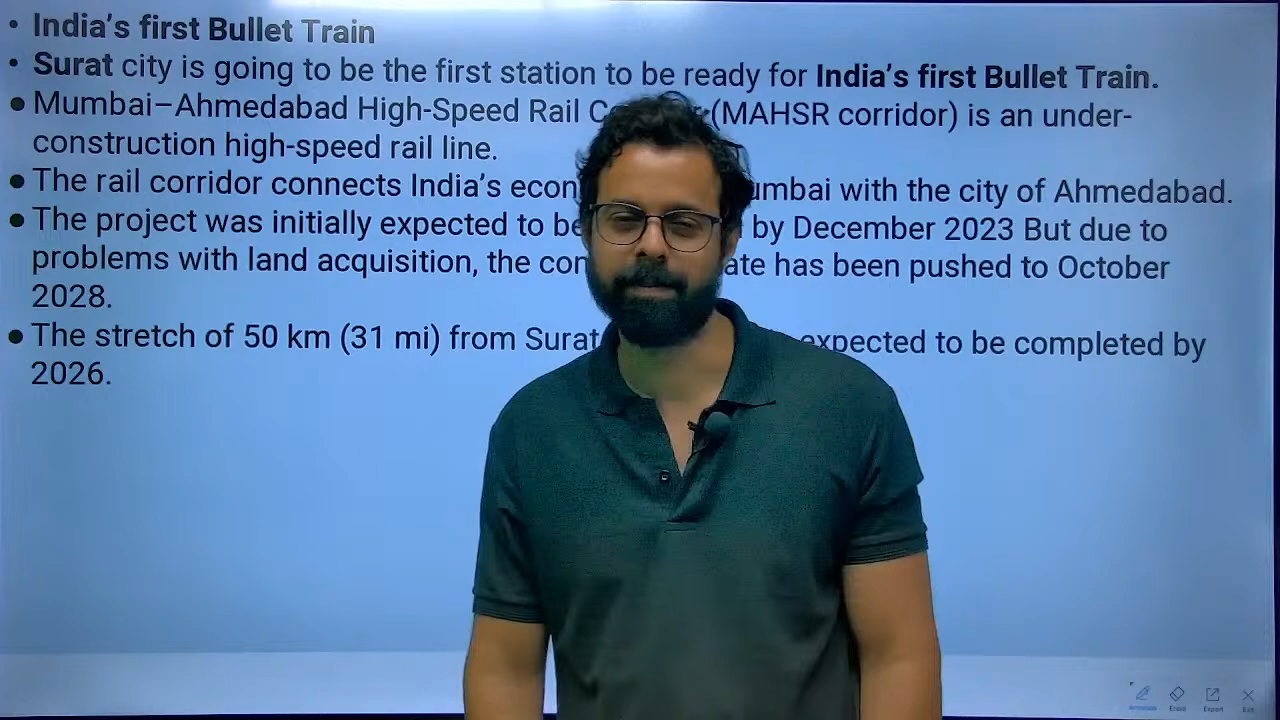 • India’s first Bullet Train
• Surat city is going to be the first station to be ready for India’s first Bullet Train.
● Mumbai–Ahmedabad High-Speed Rail (MAHSR corridor) is an under-
construction high-speed rail line.
● The rail corridor connects India’s with the city of Ahmedabad.
● The project was initially expected to by December 2023 But due to
problems with land acquisition, the has been pushed to October
2028.
● The stretch of 50 km (31 mi) from Surat expected to be completed by
2026.
Annotate Erase Export Exit